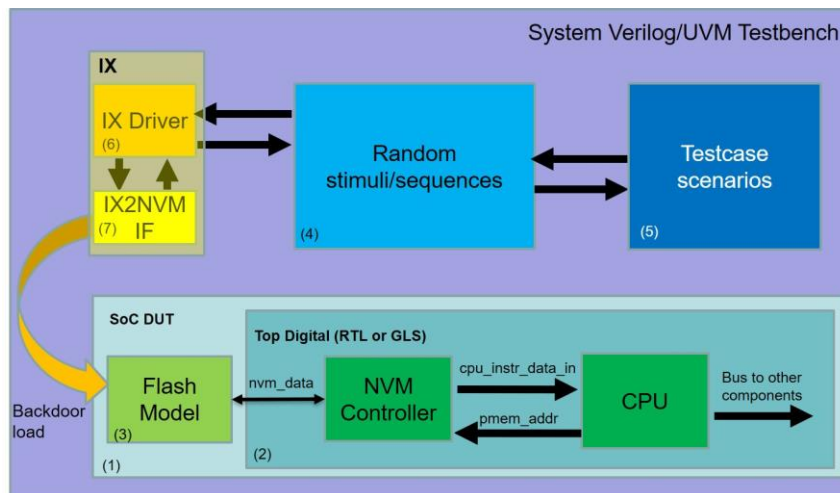 System Verilog/UVM Testbench
IX
IX Driver
(6)
IX2NVM
IF
(7)
Random
stimuli/sequences
(4)
Testcase
scenarios
(5)
Backdoor
load
SoC DUT
Flash
Model
(3)
(1)
Top Digital (RTL or GLS)
nvm_data
NVM
Controller
cpu_instr_data_in
pmem_addr
CPU
Bus to other
components
(2)